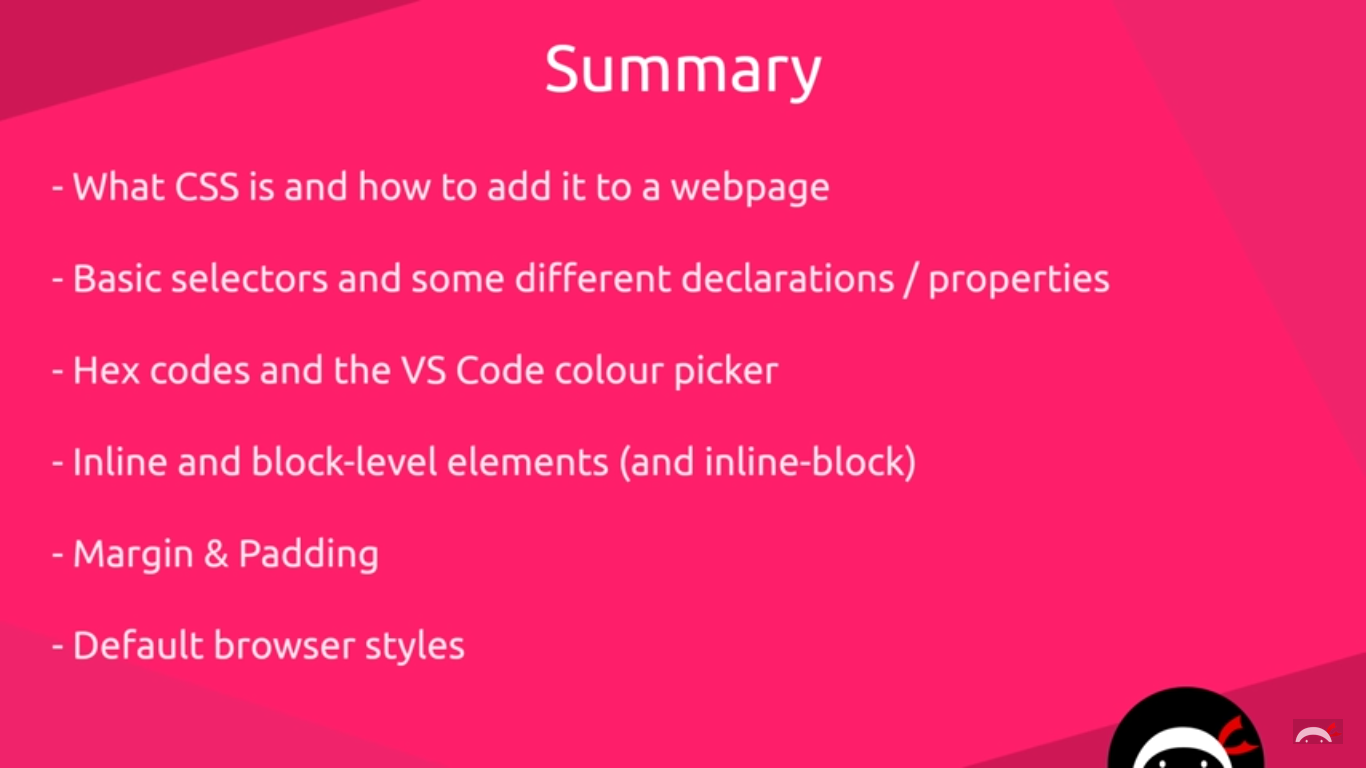 Summary
- What CSS is and how to add it to a webpage
- Basic selectors and some different declarations / properties
- Hex codes and the VS Code colour picker
- Inline and block-level elements (and inline-block)
- Margin & Padding
- Default browser styles